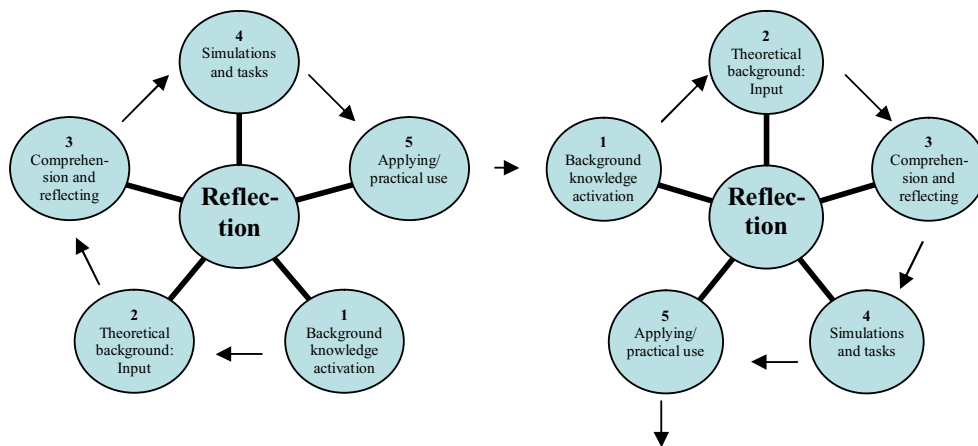 4
Simulations
and tasks
3
Comprehen-
sion and
reflecting
5
Applying/
practical use
Reflec-
tion
2
Theoretical
background:
Input
1
Background
knowledge
activation
2
Theoretical
background:
Input
1
Background
knowledge
activation
3
Comprehen-
sion and
reflecting
Reflec-
tion
5
Applying/
practical use
4
Simulations
and tasks